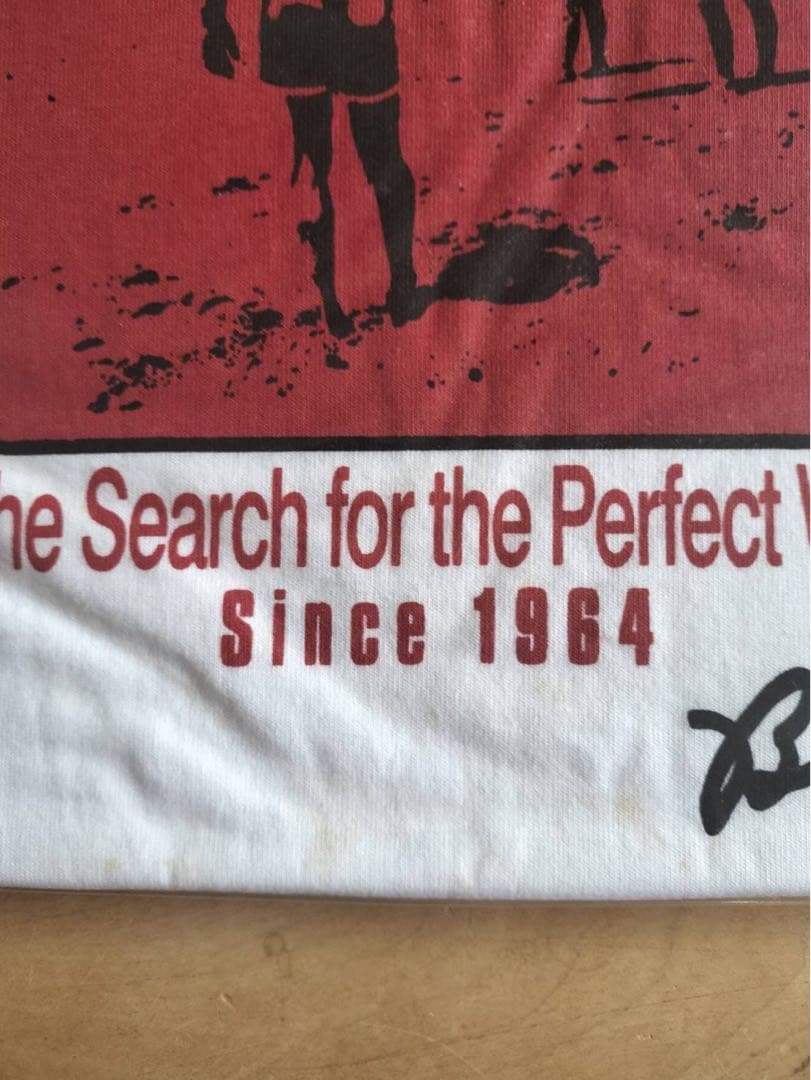 he Search for the Perfect
Since 1964